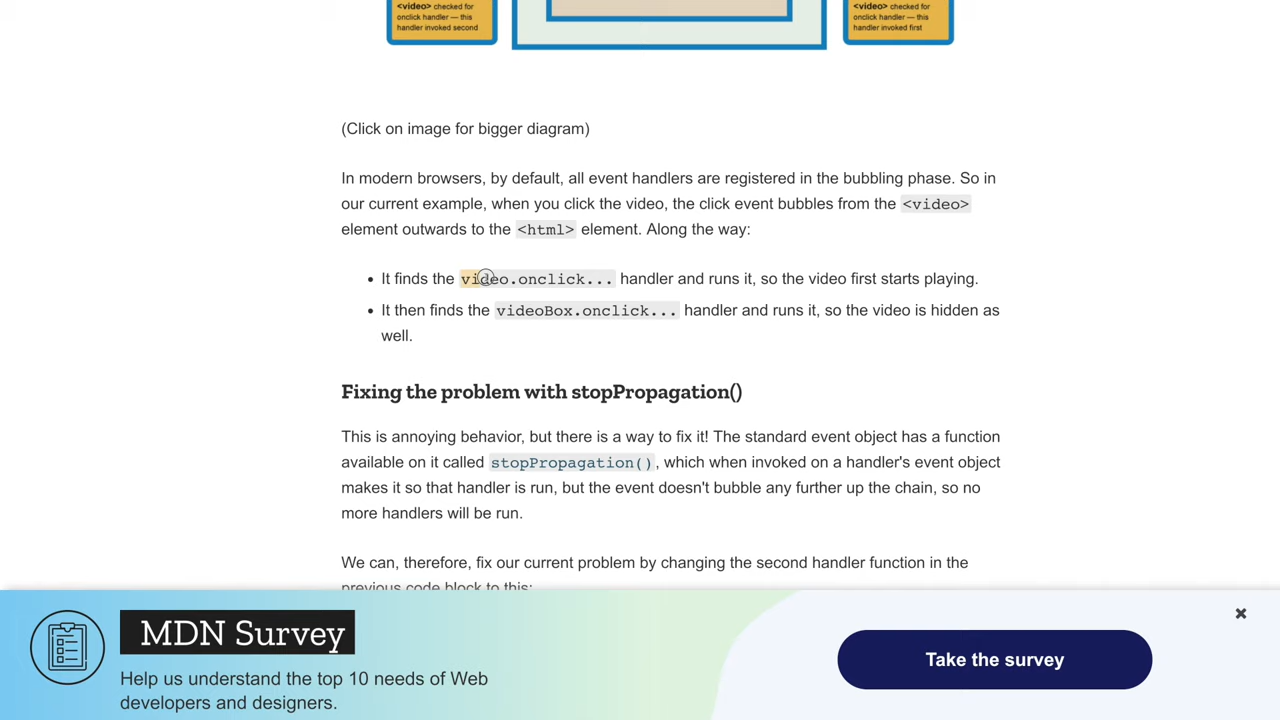 <video> checked for
onclick handler — this
handler invoked second
<video> checked for
onclick handler — this
handler invoked first
(Click on image for bigger diagram)
In modern browsers, by default, all event handlers are registered in the bubbling phase. So in
our current example, when you click the video, the click event bubbles from the <video>
element outwards to the <html> element. Along the way:
• It finds the video.onclick... handler and runs it, so the video first starts playing.
• It then finds the videoBox.onclick... handler and runs it, so the video is hidden as
well.
Fixing the problem with stopPropagation()
This is annoying behavior, but there is a way to fix it! The standard event object has a function
available on it called stopPropagation(), which when invoked on a handler's event object
makes it so that handler is run, but the event doesn't bubble any further up the chain, so no
more handlers will be run.
We can, therefore, fix our current problem by changing the second handler function in the
previous code block to this:
MDN Survey
Help us understand the top 10 needs of Web
developers and designers.
Take the survey
×